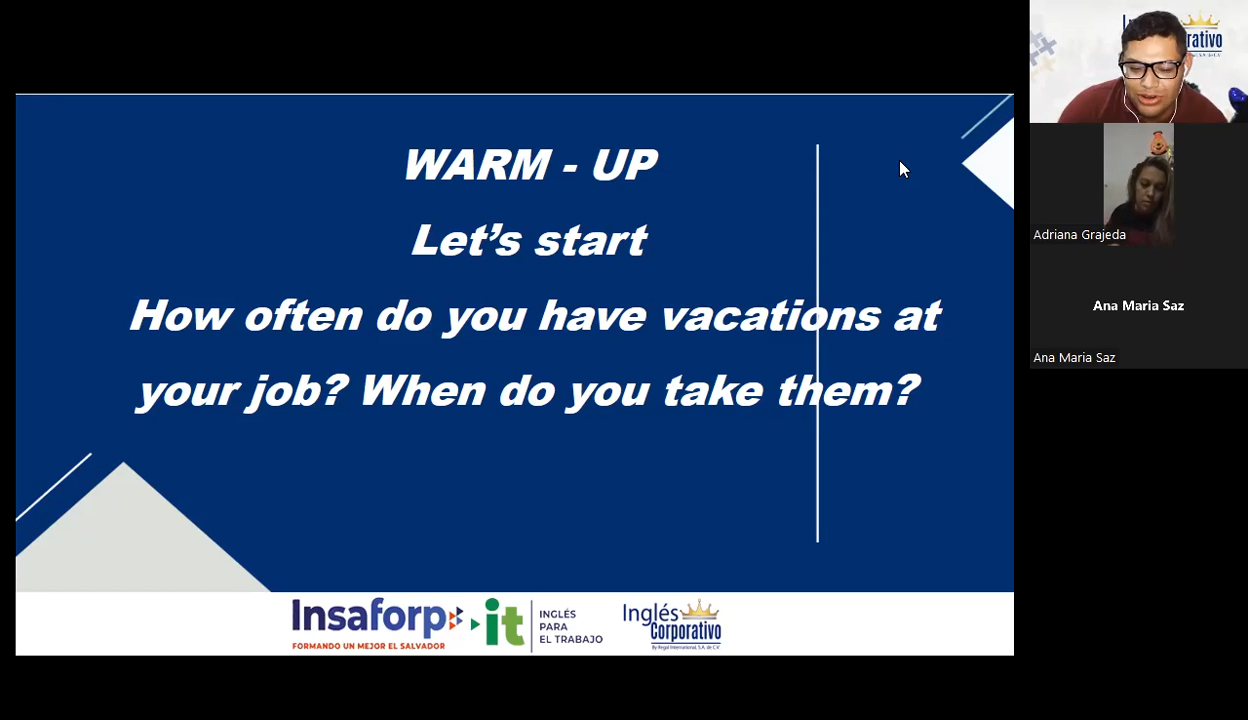 WARM - UP
Let's start
How often do you have vacations at
your job? When do you take them?
Insaforp
FORMANDO UN MEJOR EL SALVADOR
it
INGLÉS
PARA
EL TRABAJO
Inglés
Corporativo
By Regal International, S.A. de C.V.
rativo
Adriana Grajeda
Ana Maria Saz
Ana Maria Saz